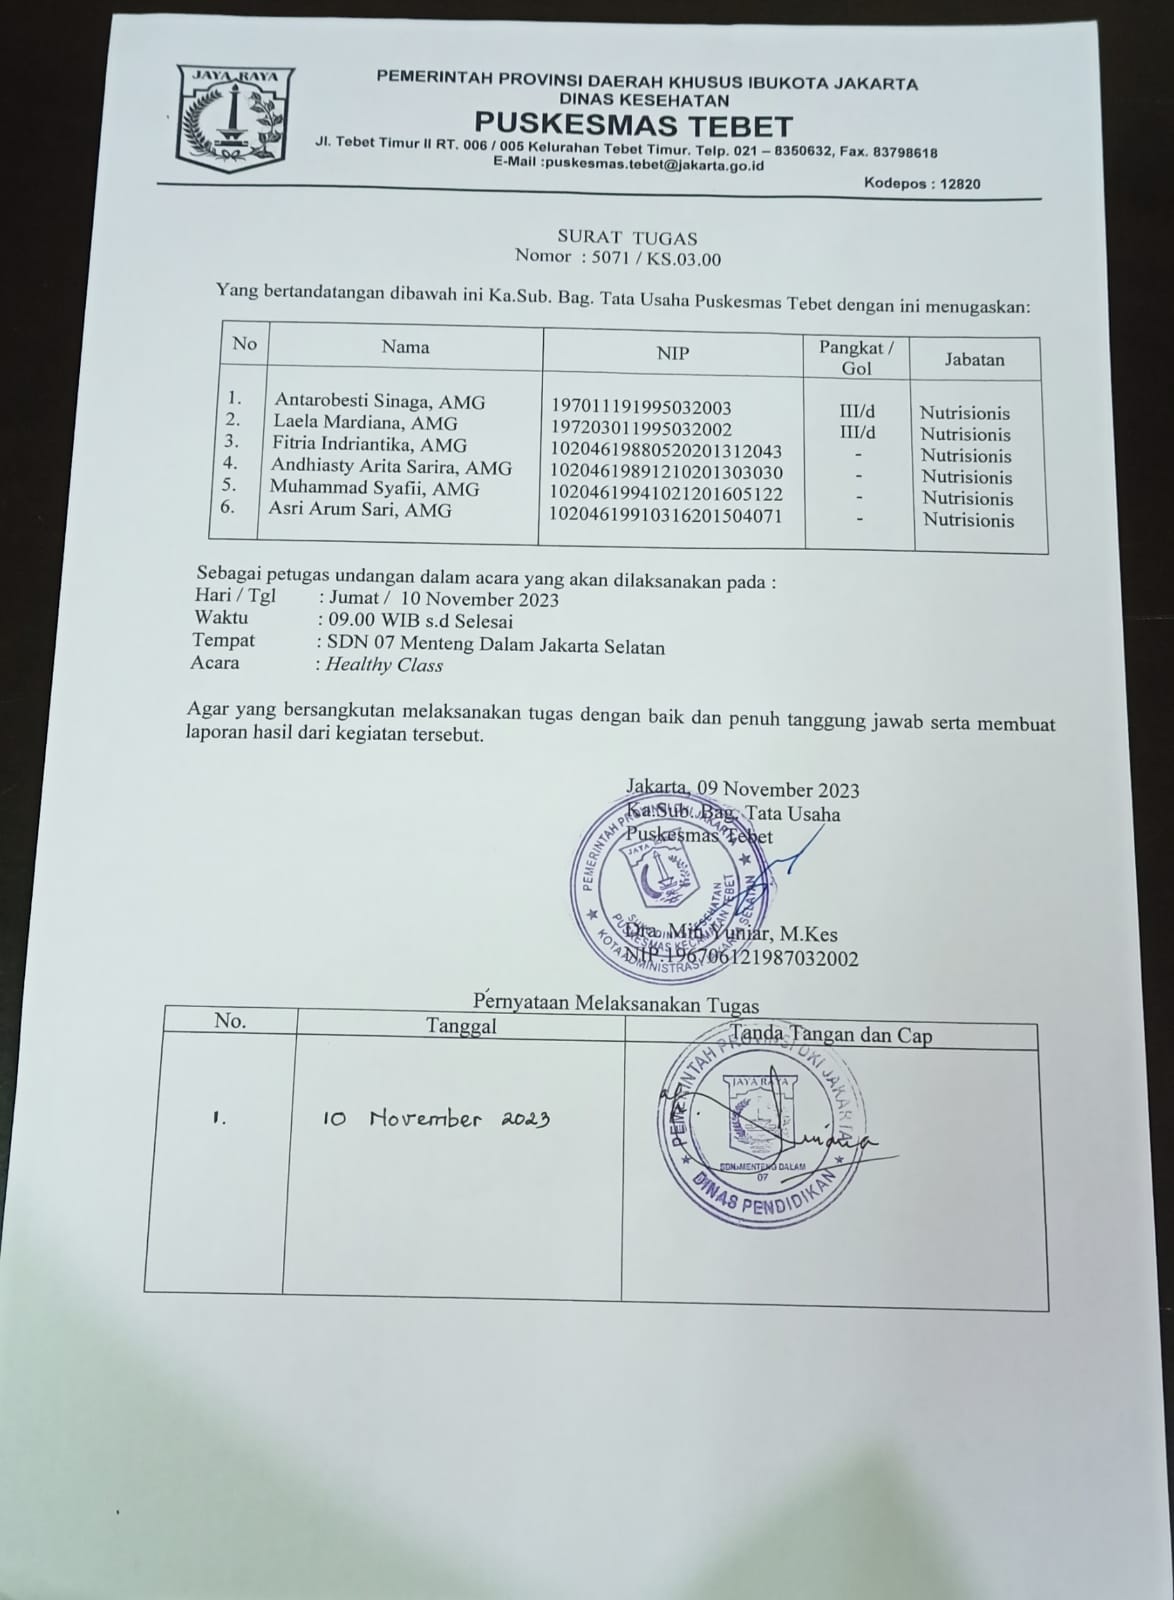 JAYA RAYA
PEMERINTAH PROVINSI DAERAH KHUSUS IBUKOTA JAKARTA
DINAS KESEHATAN
PUSKESMAS TEBET
Jl. Tebet Timur II RT. 006 / 005 Kelurahan Tebet Timur. Telp. 021 – 8350632, Fax. 83798618
E-Mail :puskesmas.tebet@jakarta.go.id
Kodepos : 12820
SURAT TUGAS
Nomor : 5071 / KS.03.00
Yang bertandatangan dibawah ini Ka.Sub. Bag. Tata Usaha Puskesmas Tebet dengan ini menugaskan:
No Nama NIP Pangkat / Gol Jabatan
1. Antarobesti Sinaga, AMG 197011191995032003 III/d Nutrisionis
2. Laela Mardiana, AMG 197203011995032002 III/d Nutrisionis
3. Fitria Indriantika, AMG 10204619880520201312043 - Nutrisionis
4. Andhiasty Arita Sarira, AMG 10204619891210201303030 - Nutrisionis
5. Muhammad Syafii, AMG 10204619941021201605122 - Nutrisionis
6. Asri Arum Sari, AMG 10204619910316201504071 - Nutrisionis
Sebagai petugas undangan dalam acara yang akan dilaksanakan pada :
Hari / Tgl : Jumat / 10 November 2023
Waktu : 09.00 WIB s.d Selesai
Tempat : SDN 07 Menteng Dalam Jakarta Selatan
Acara : Healthy Class
Agar yang bersangkutan melaksanakan tugas dengan baik dan penuh tanggung jawab serta membuat
laporan hasil dari kegiatan tersebut.
Jakarta, 09 November 2023
Ka.Sub. Bag. Tata Usaha
Puskesmas Tebet
PEMERINTAH PROVINSI DKI JAKARTA
JAYA RAYA
KESEHATAN
PUSKESMAS KECAMATAN TEBET
KOTA ADMINISTRASI JAKARTA SELATAN
Dra. Miti Yuniar, M.Kes
NIP.196706121987032002
Pernyataan Melaksanakan Tugas
No. Tanggal Tanda Tangan dan Cap
1. 10 November 2023
PEMERINTAH PROVINSI DKI JAKARTA
JAYA RAYA
SDN MENTENG DALAM
07
DINAS PENDIDIKAN